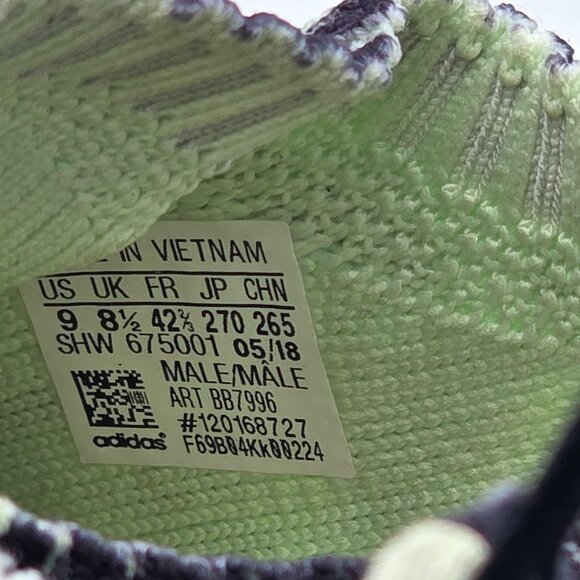 IN VIETNAM
US UK FR JP CHN
9 8½ 42⅔ 270 265
SHW 675001 05/18
MALE/MÂLE
ART BB7996
#120168727
adidas® F69B04Kk00224